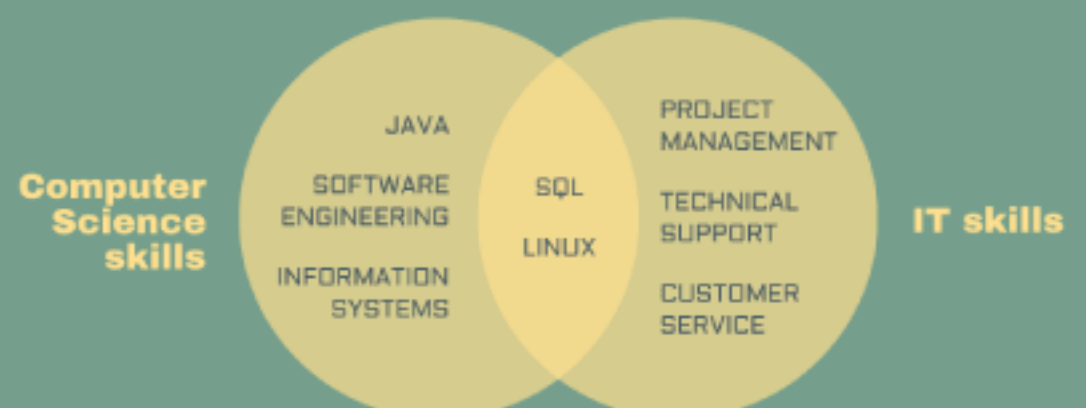 Computer
Science
skills
JAVA
SOFTWARE
ENGINEERING
INFORMATION
SYSTEMS
SQL
LINUX
PROJECT
MANAGEMENT
TECHNICAL
SUPPORT
CUSTOMER
SERVICE
IT skills